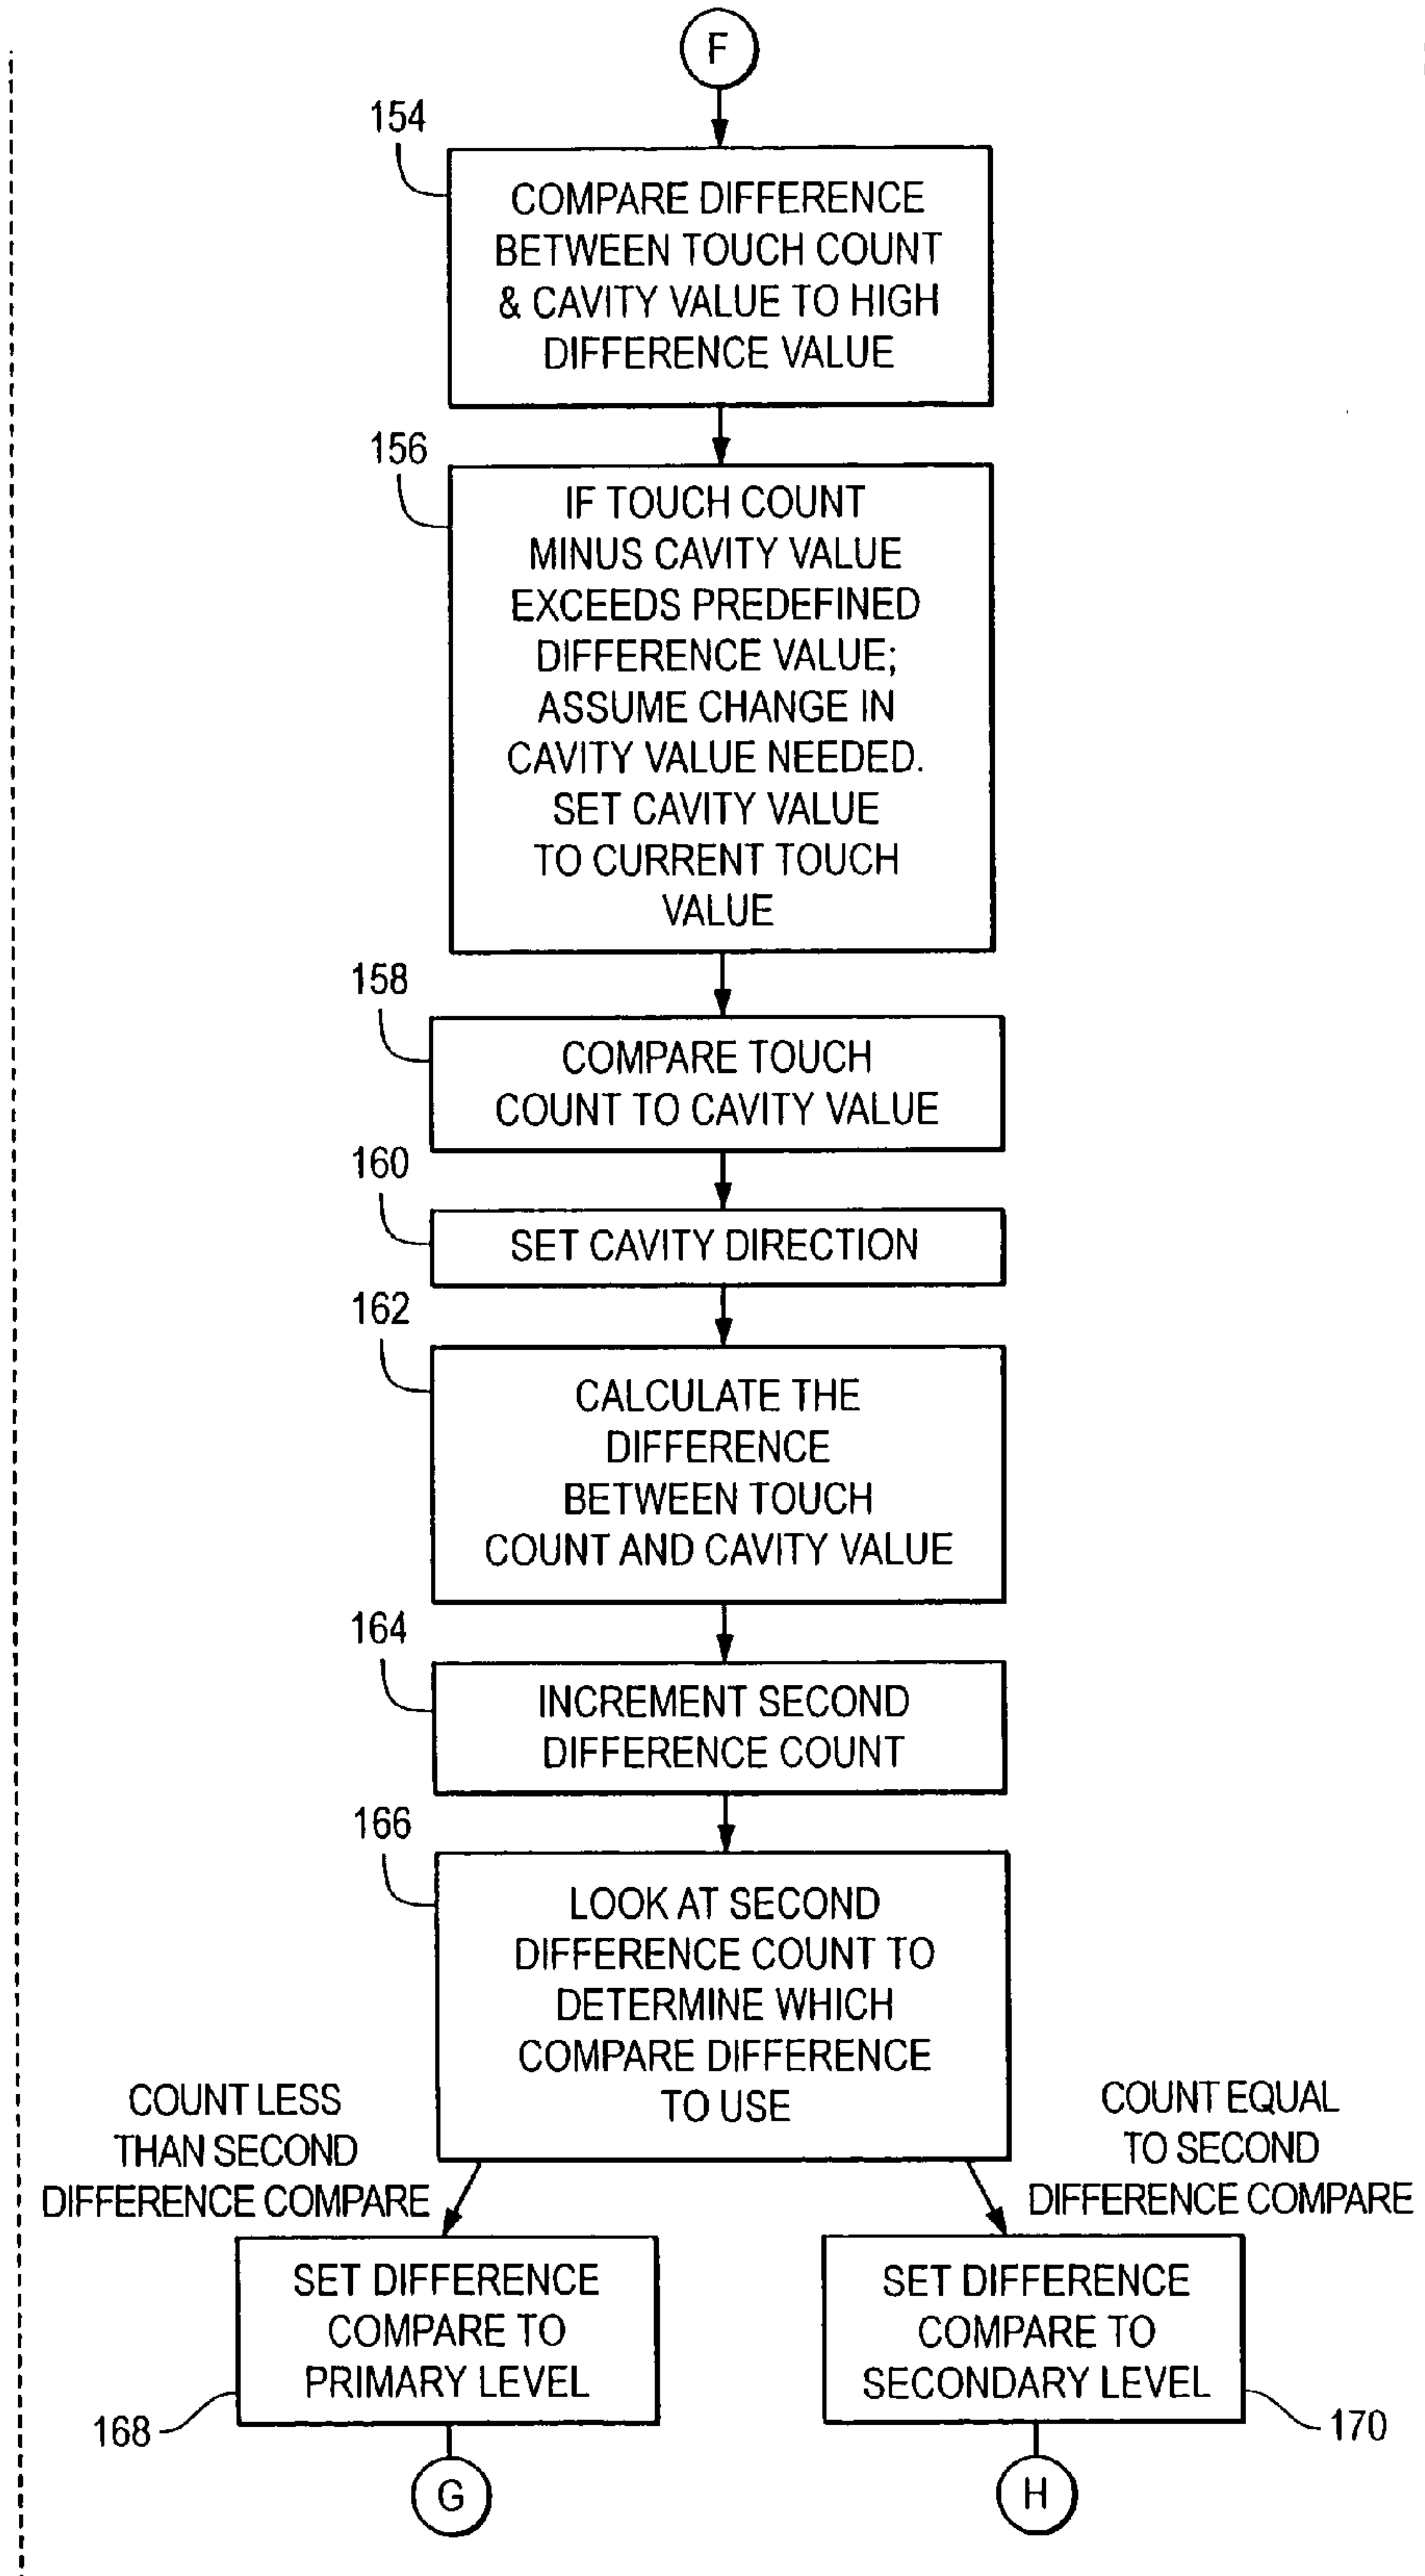 F
154
COMPARE DIFFERENCE
BETWEEN TOUCH COUNT
& CAVITY VALUE TO HIGH
DIFFERENCE VALUE
156
IF TOUCH COUNT
MINUS CAVITY VALUE
EXCEEDS PREDEFINED
DIFFERENCE VALUE;
ASSUME CHANGE IN
CAVITY VALUE NEEDED.
SET CAVITY VALUE
TO CURRENT TOUCH
VALUE
158
COMPARE TOUCH
COUNT TO CAVITY VALUE
160
SET CAVITY DIRECTION
162
CALCULATE THE
DIFFERENCE
BETWEEN TOUCH
COUNT AND CAVITY VALUE
164
INCREMENT SECOND
DIFFERENCE COUNT
166
LOOK AT SECOND
DIFFERENCE COUNT TO
DETERMINE WHICH
COMPARE DIFFERENCE
TO USE
COUNT LESS
THAN SECOND
DIFFERENCE COMPARE
COUNT EQUAL
TO SECOND
DIFFERENCE COMPARE
SET DIFFERENCE
COMPARE TO
PRIMARY LEVEL
168
SET DIFFERENCE
COMPARE TO
SECONDARY LEVEL
170
G
H